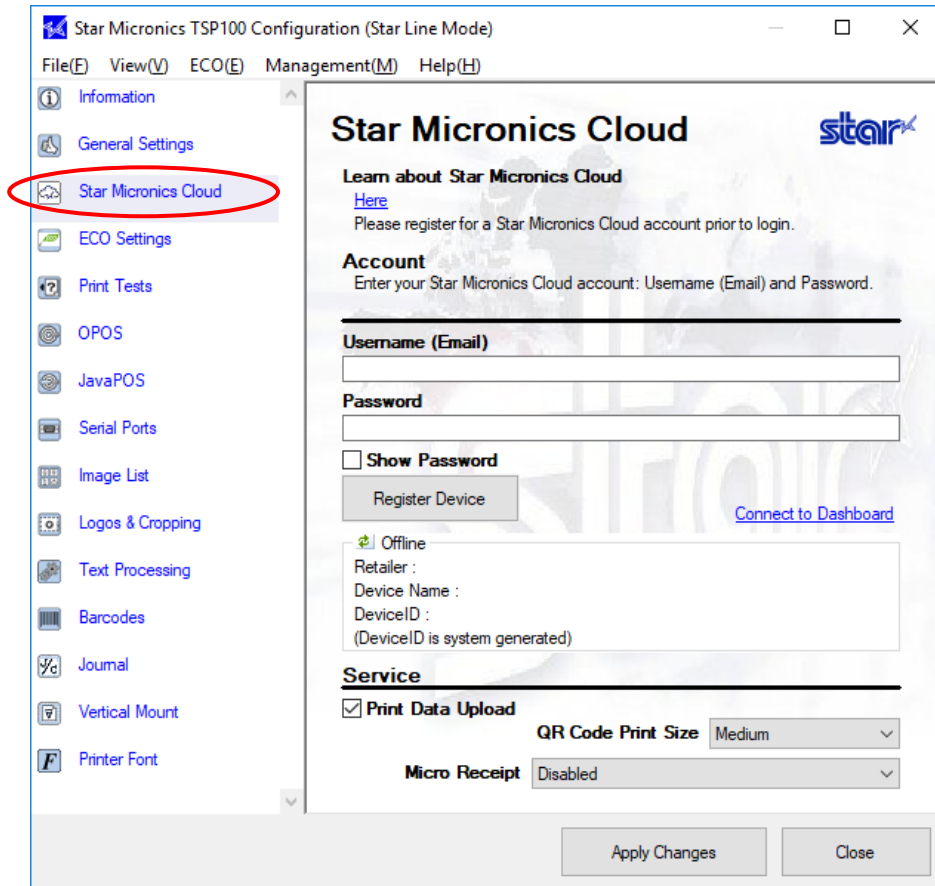 Star Micronics TSP100 Configuration (Star Line Mode)
File(F) View(V) ECO(E) Management(M) Help(H)
Information
General Settings
Star Micronics Cloud
ECO Settings
Print Tests
OPOS
JavaPOS
Serial Ports
Image List
Logos & Cropping
Text Processing
Barcodes
Journal
Vertical Mount
Printer Font
Star Micronics Cloud
star
Learn about Star Micronics Cloud
Here
Please register for a Star Micronics Cloud account prior to login.
Account
Enter your Star Micronics Cloud account: Username (Email) and Password.
Username (Email)
Password
Show Password
Register Device
Connect to Dashboard
Offline
Retailer :
Device Name :
DeviceID :
(DeviceID is system generated)
Service
Print Data Upload
QR Code Print Size Medium
Micro Receipt Disabled
Apply Changes Close